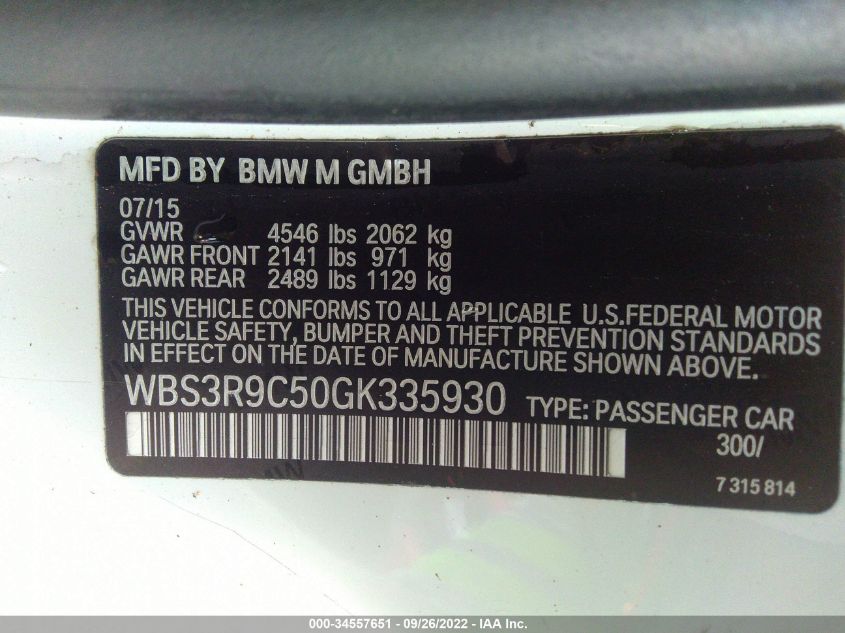 MFD BY BMW M GMBH
07/15
GVWR 4546 lbs 2062 kg
GAWR FRONT 2141 lbs 971 kg
GAWR REAR 2489 lbs 1129 kg
THIS VEHICLE CONFORMS TO ALL APPLICABLE U.S.FEDERAL MOTOR
VEHICLE SAFETY, BUMPER AND THEFT PREVENTION STANDARDS
IN EFFECT ON THE DATE OF MANUFACTURE SHOWN ABOVE.
WBS3R9C50GK335930 TYPE: PASSENGER CAR
300/
7 315 814
000-34557651 - 09/26/2022 - IAA Inc.